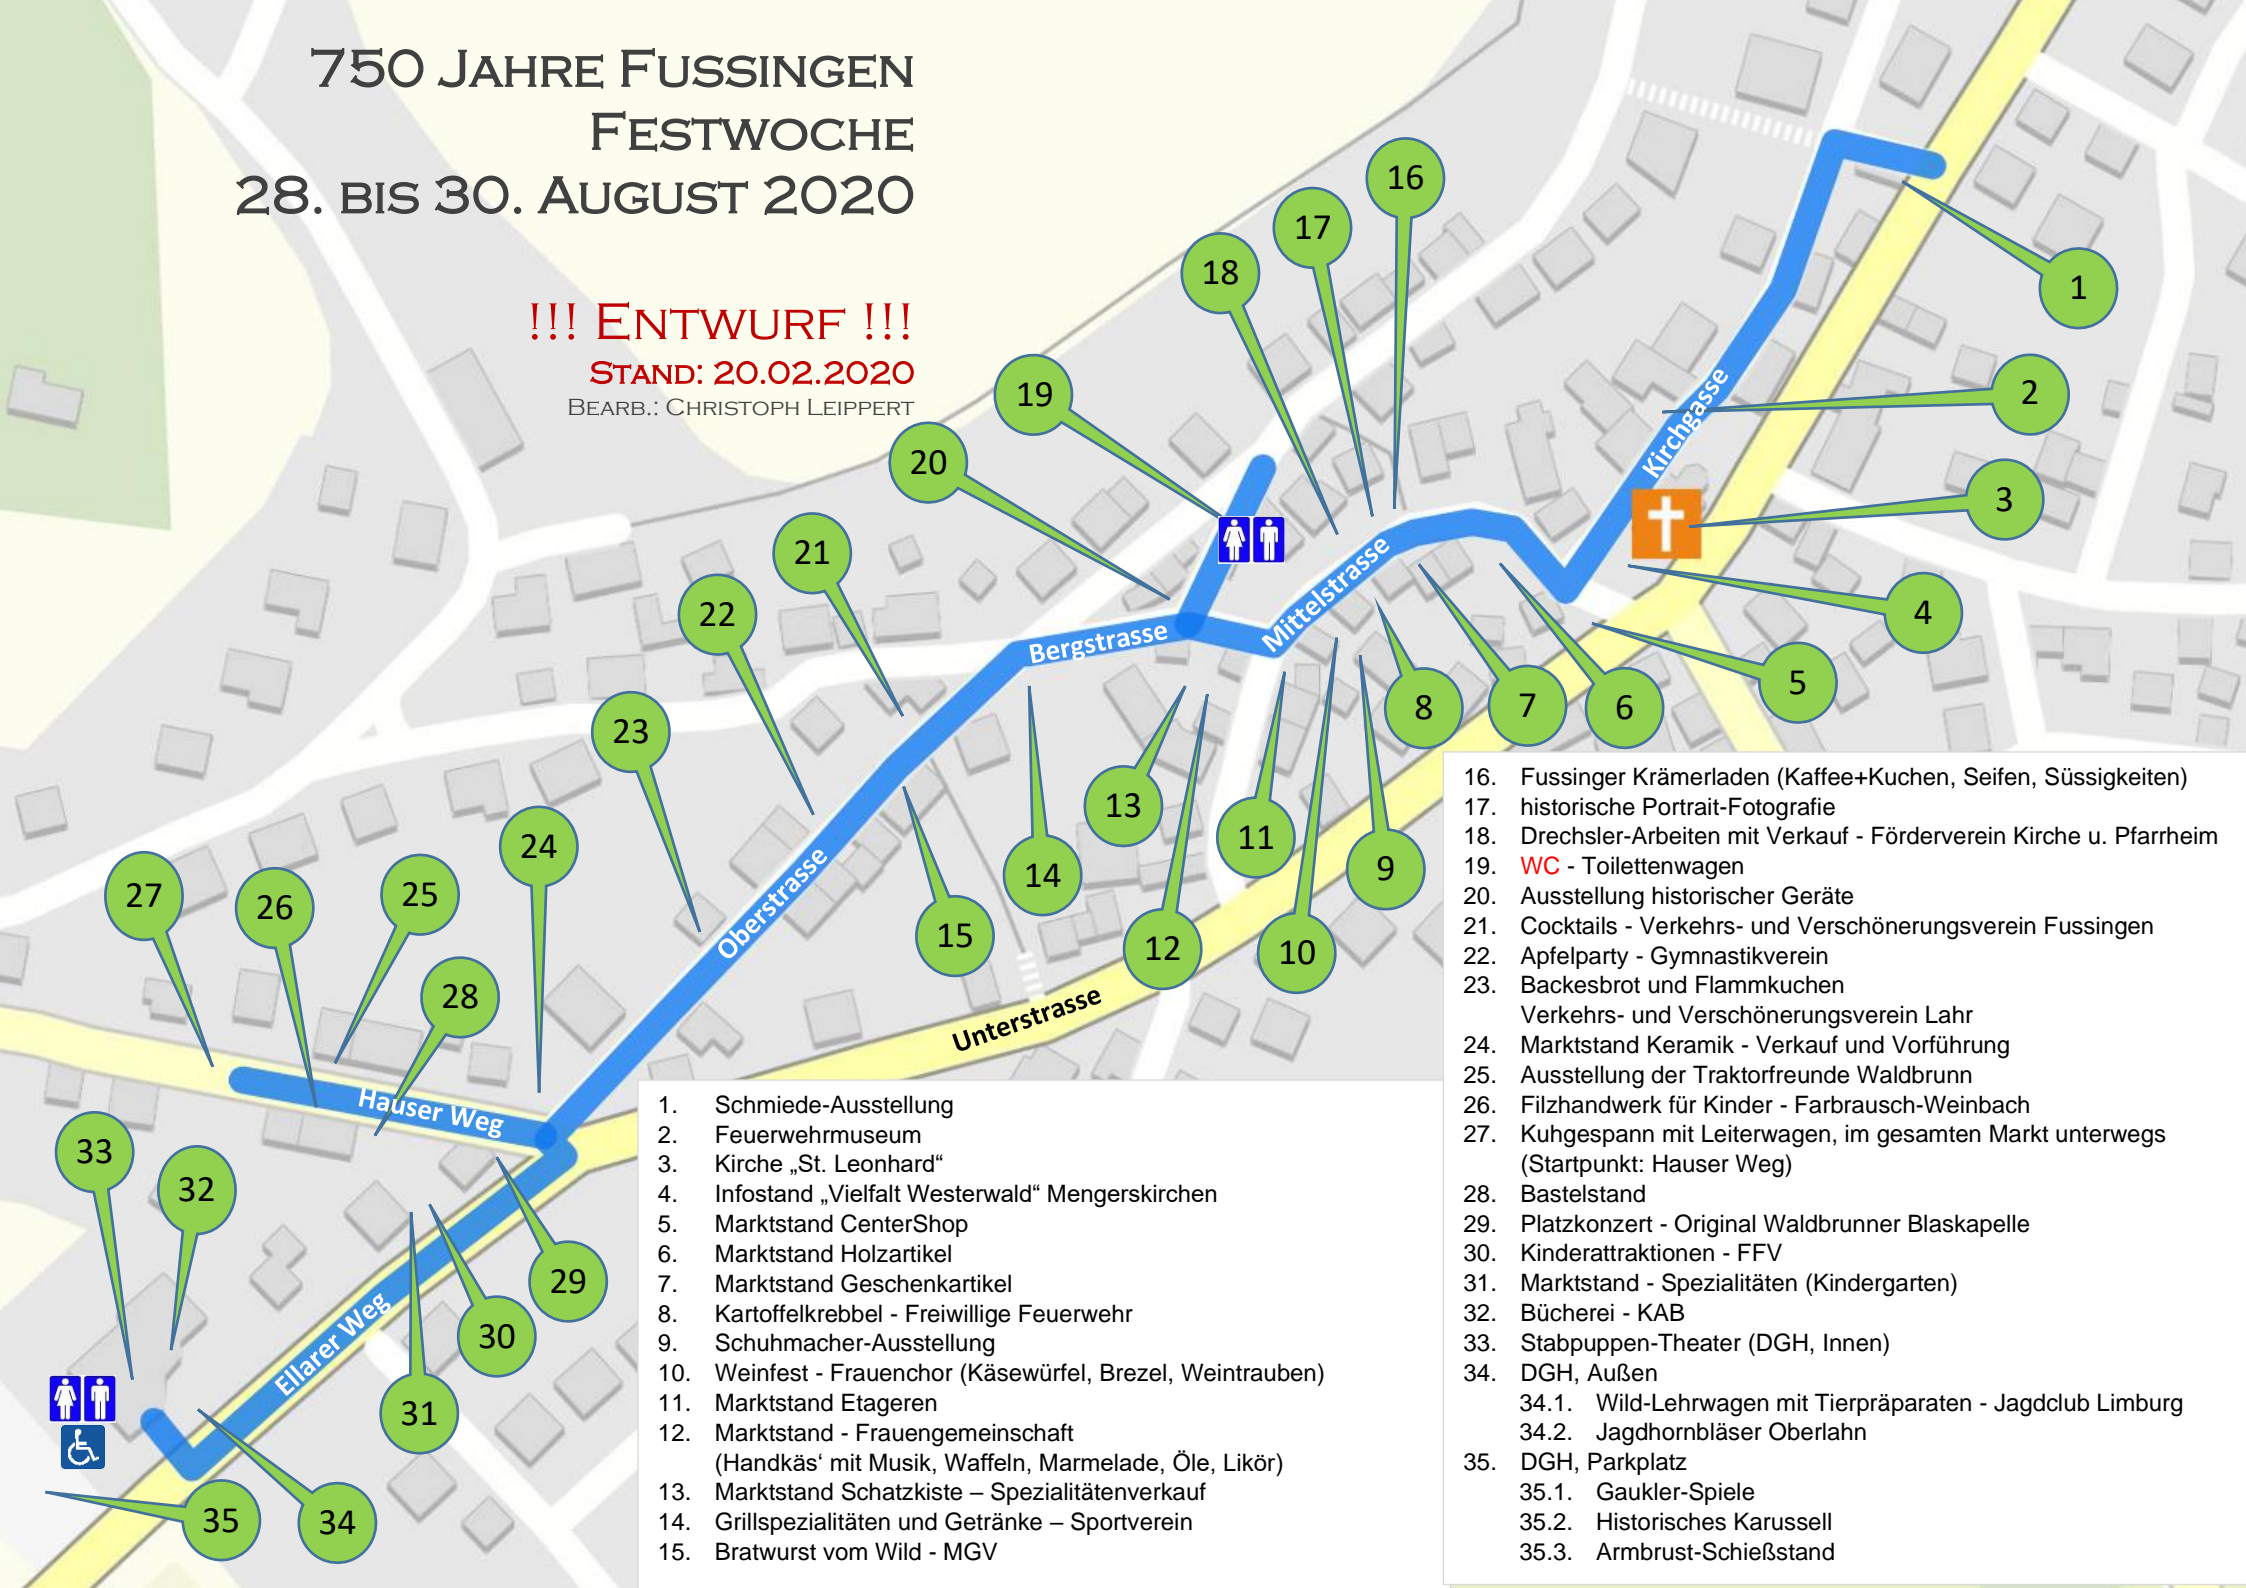 750 Jahre Fussingen
Festwoche
28. bis 30. August 2020
!!! Entwurf !!!
Stand: 20.02.2020
Bearb.: Christoph Leippert
16
17
1
18
2
19
20
3
21
22
4
23
5
8
7
6
13
11
14
9
24
27
26
25
15
12
10
28
33
32
29
30
31
35
34
Kirchgasse
Mittelstrasse
Bergstrasse
Oberstrasse
Unterstrasse
Hauser Weg
Ellarer Weg
1. Schmiede-Ausstellung
2. Feuerwehrmuseum
3. Kirche „St. Leonhard“
4. Infostand „Vielfalt Westerwald“ Mengerskirchen
5. Marktstand CenterShop
6. Marktstand Holzartikel
7. Marktstand Geschenkartikel
8. Kartoffelkrebbel - Freiwillige Feuerwehr
9. Schuhmacher-Ausstellung
10. Weinfest - Frauenchor (Käsewürfel, Brezel, Weintrauben)
11. Marktstand Etageren
12. Marktstand - Frauengemeinschaft
(Handkäs‘ mit Musik, Waffeln, Marmelade, Öle, Likör)
13. Marktstand Schatzkiste – Spezialitätenverkauf
14. Grillspezialitäten und Getränke – Sportverein
15. Bratwurst vom Wild - MGV
16. Fussinger Krämerladen (Kaffee+Kuchen, Seifen, Süssigkeiten)
17. historische Portrait-Fotografie
18. Drechsler-Arbeiten mit Verkauf - Förderverein Kirche u. Pfarrheim
19. WC - Toilettenwagen
20. Ausstellung historischer Geräte
21. Cocktails - Verkehrs- und Verschönerungsverein Fussingen
22. Apfelparty - Gymnastikverein
23. Backesbrot und Flammkuchen
Verkehrs- und Verschönerungsverein Lahr
24. Marktstand Keramik - Verkauf und Vorführung
25. Ausstellung der Traktorfreunde Waldbrunn
26. Filzhandwerk für Kinder - Farbrausch-Weinbach
27. Kuhgespann mit Leiterwagen, im gesamten Markt unterwegs
(Startpunkt: Hauser Weg)
28. Bastelstand
29. Platzkonzert - Original Waldbrunner Blaskapelle
30. Kinderattraktionen - FFV
31. Marktstand - Spezialitäten (Kindergarten)
32. Bücherei - KAB
33. Stabpuppen-Theater (DGH, Innen)
34. DGH, Außen
34.1. Wild-Lehrwagen mit Tierpräparaten - Jagdclub Limburg
34.2. Jagdhornbläser Oberlahn
35. DGH, Parkplatz
35.1. Gaukler-Spiele
35.2. Historisches Karussell
35.3. Armbrust-Schießstand